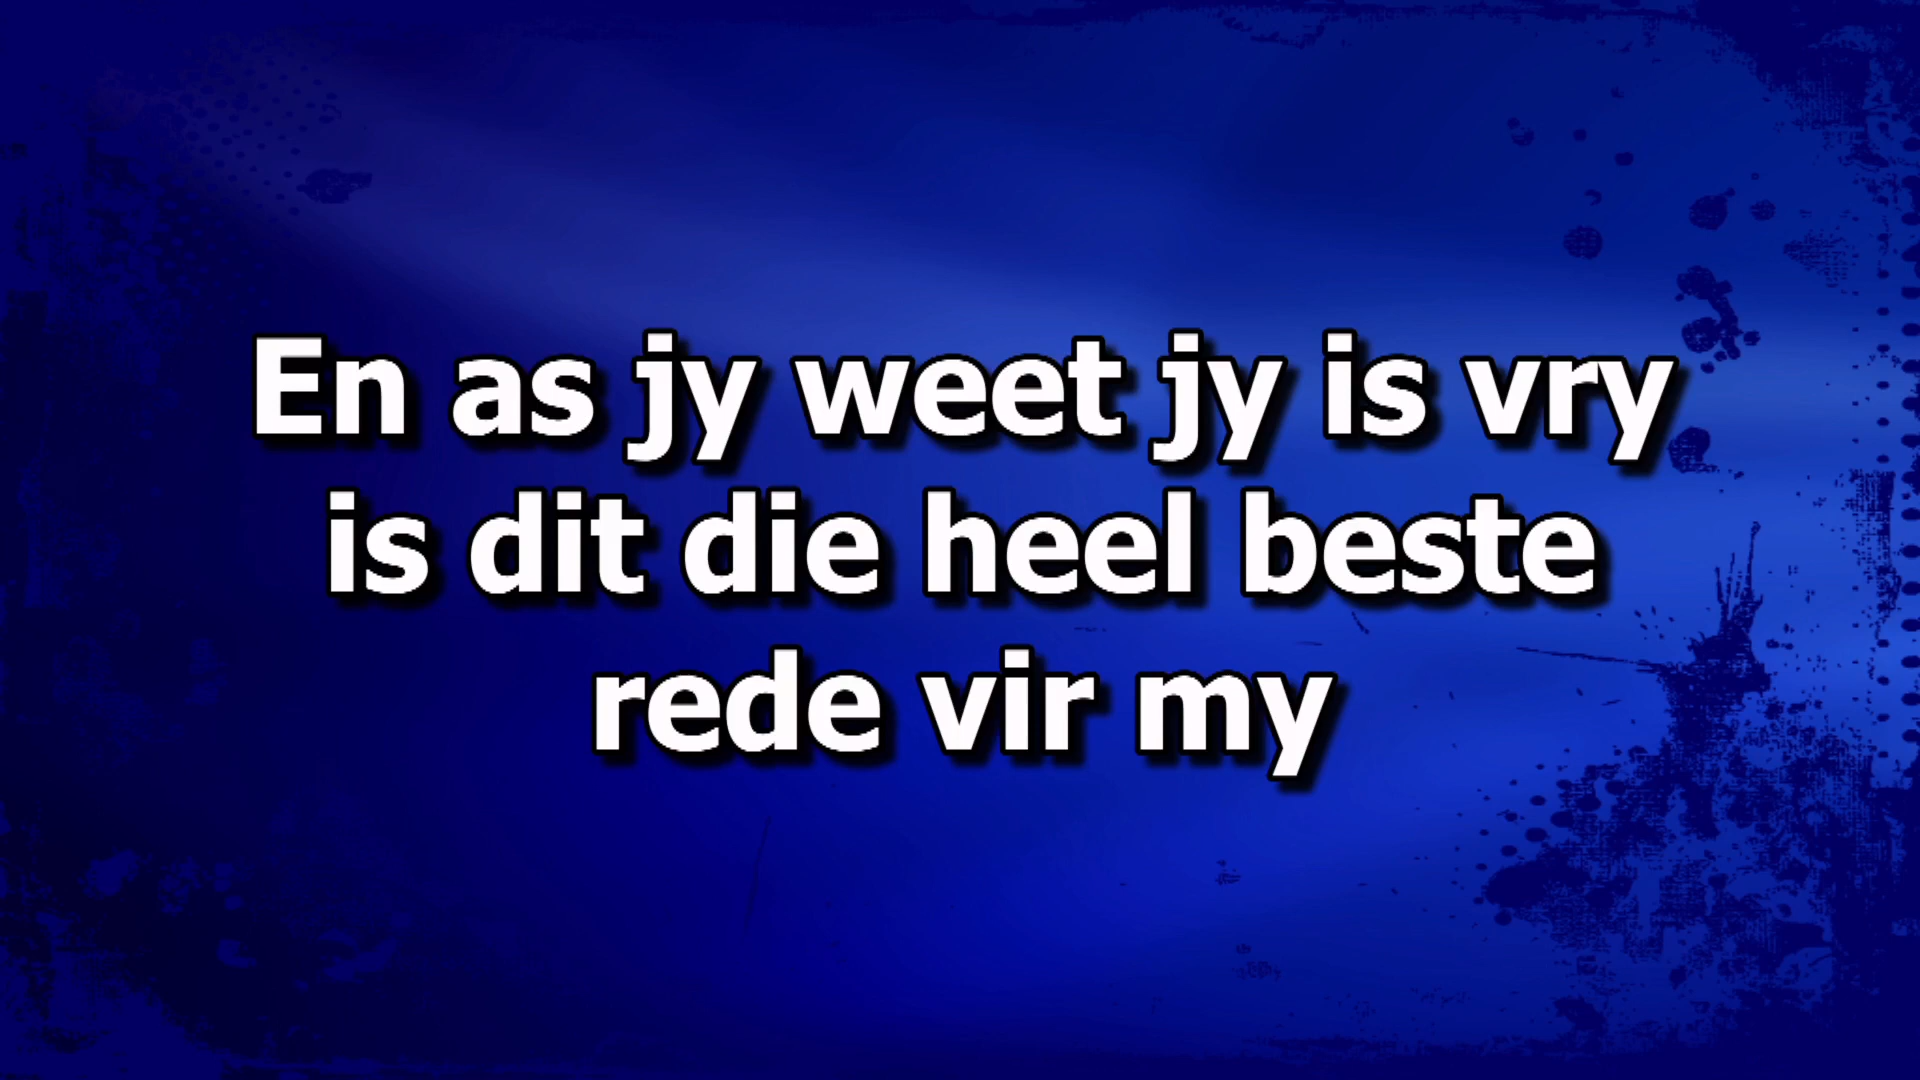 En as jy weet jy is vry
is dit die heel beste
rede vir my